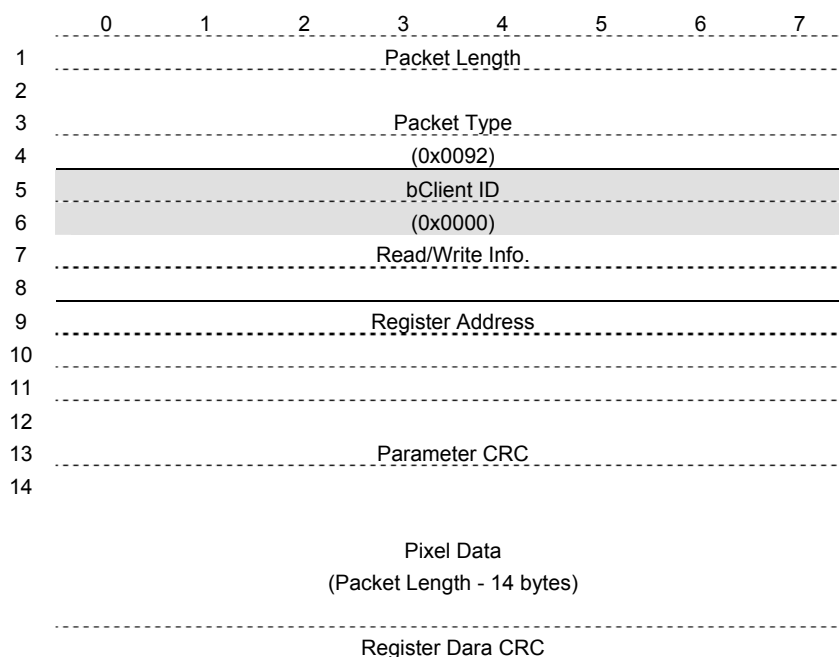 0 1 2 3 4 5 6 7
1 Packet Length
2
3 Packet Type
4 (0x0092)
5 bClient ID
6 (0x0000)
7 Read/Write Info.
8
9 Register Address
10
11
12
13 Parameter CRC
14
Pixel Data
(Packet Length - 14 bytes)
Register Dara CRC